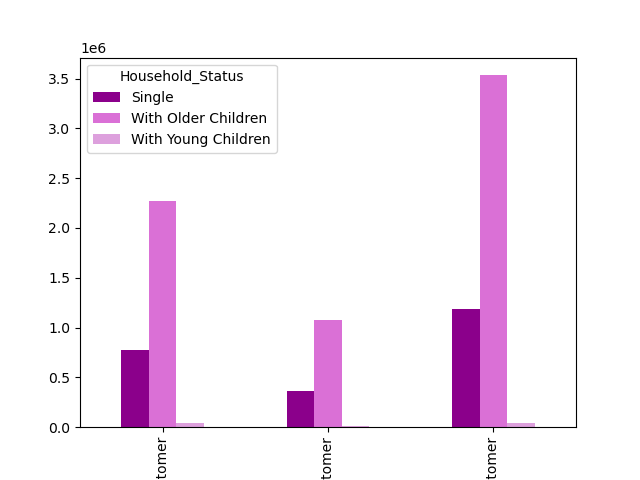 1e6
Household_Status
Single
With Older Children
With Young Children
3.5
3.0
2.5
2.0
1.5
1.0
0.5
0.0
tomer
tomer
tomer